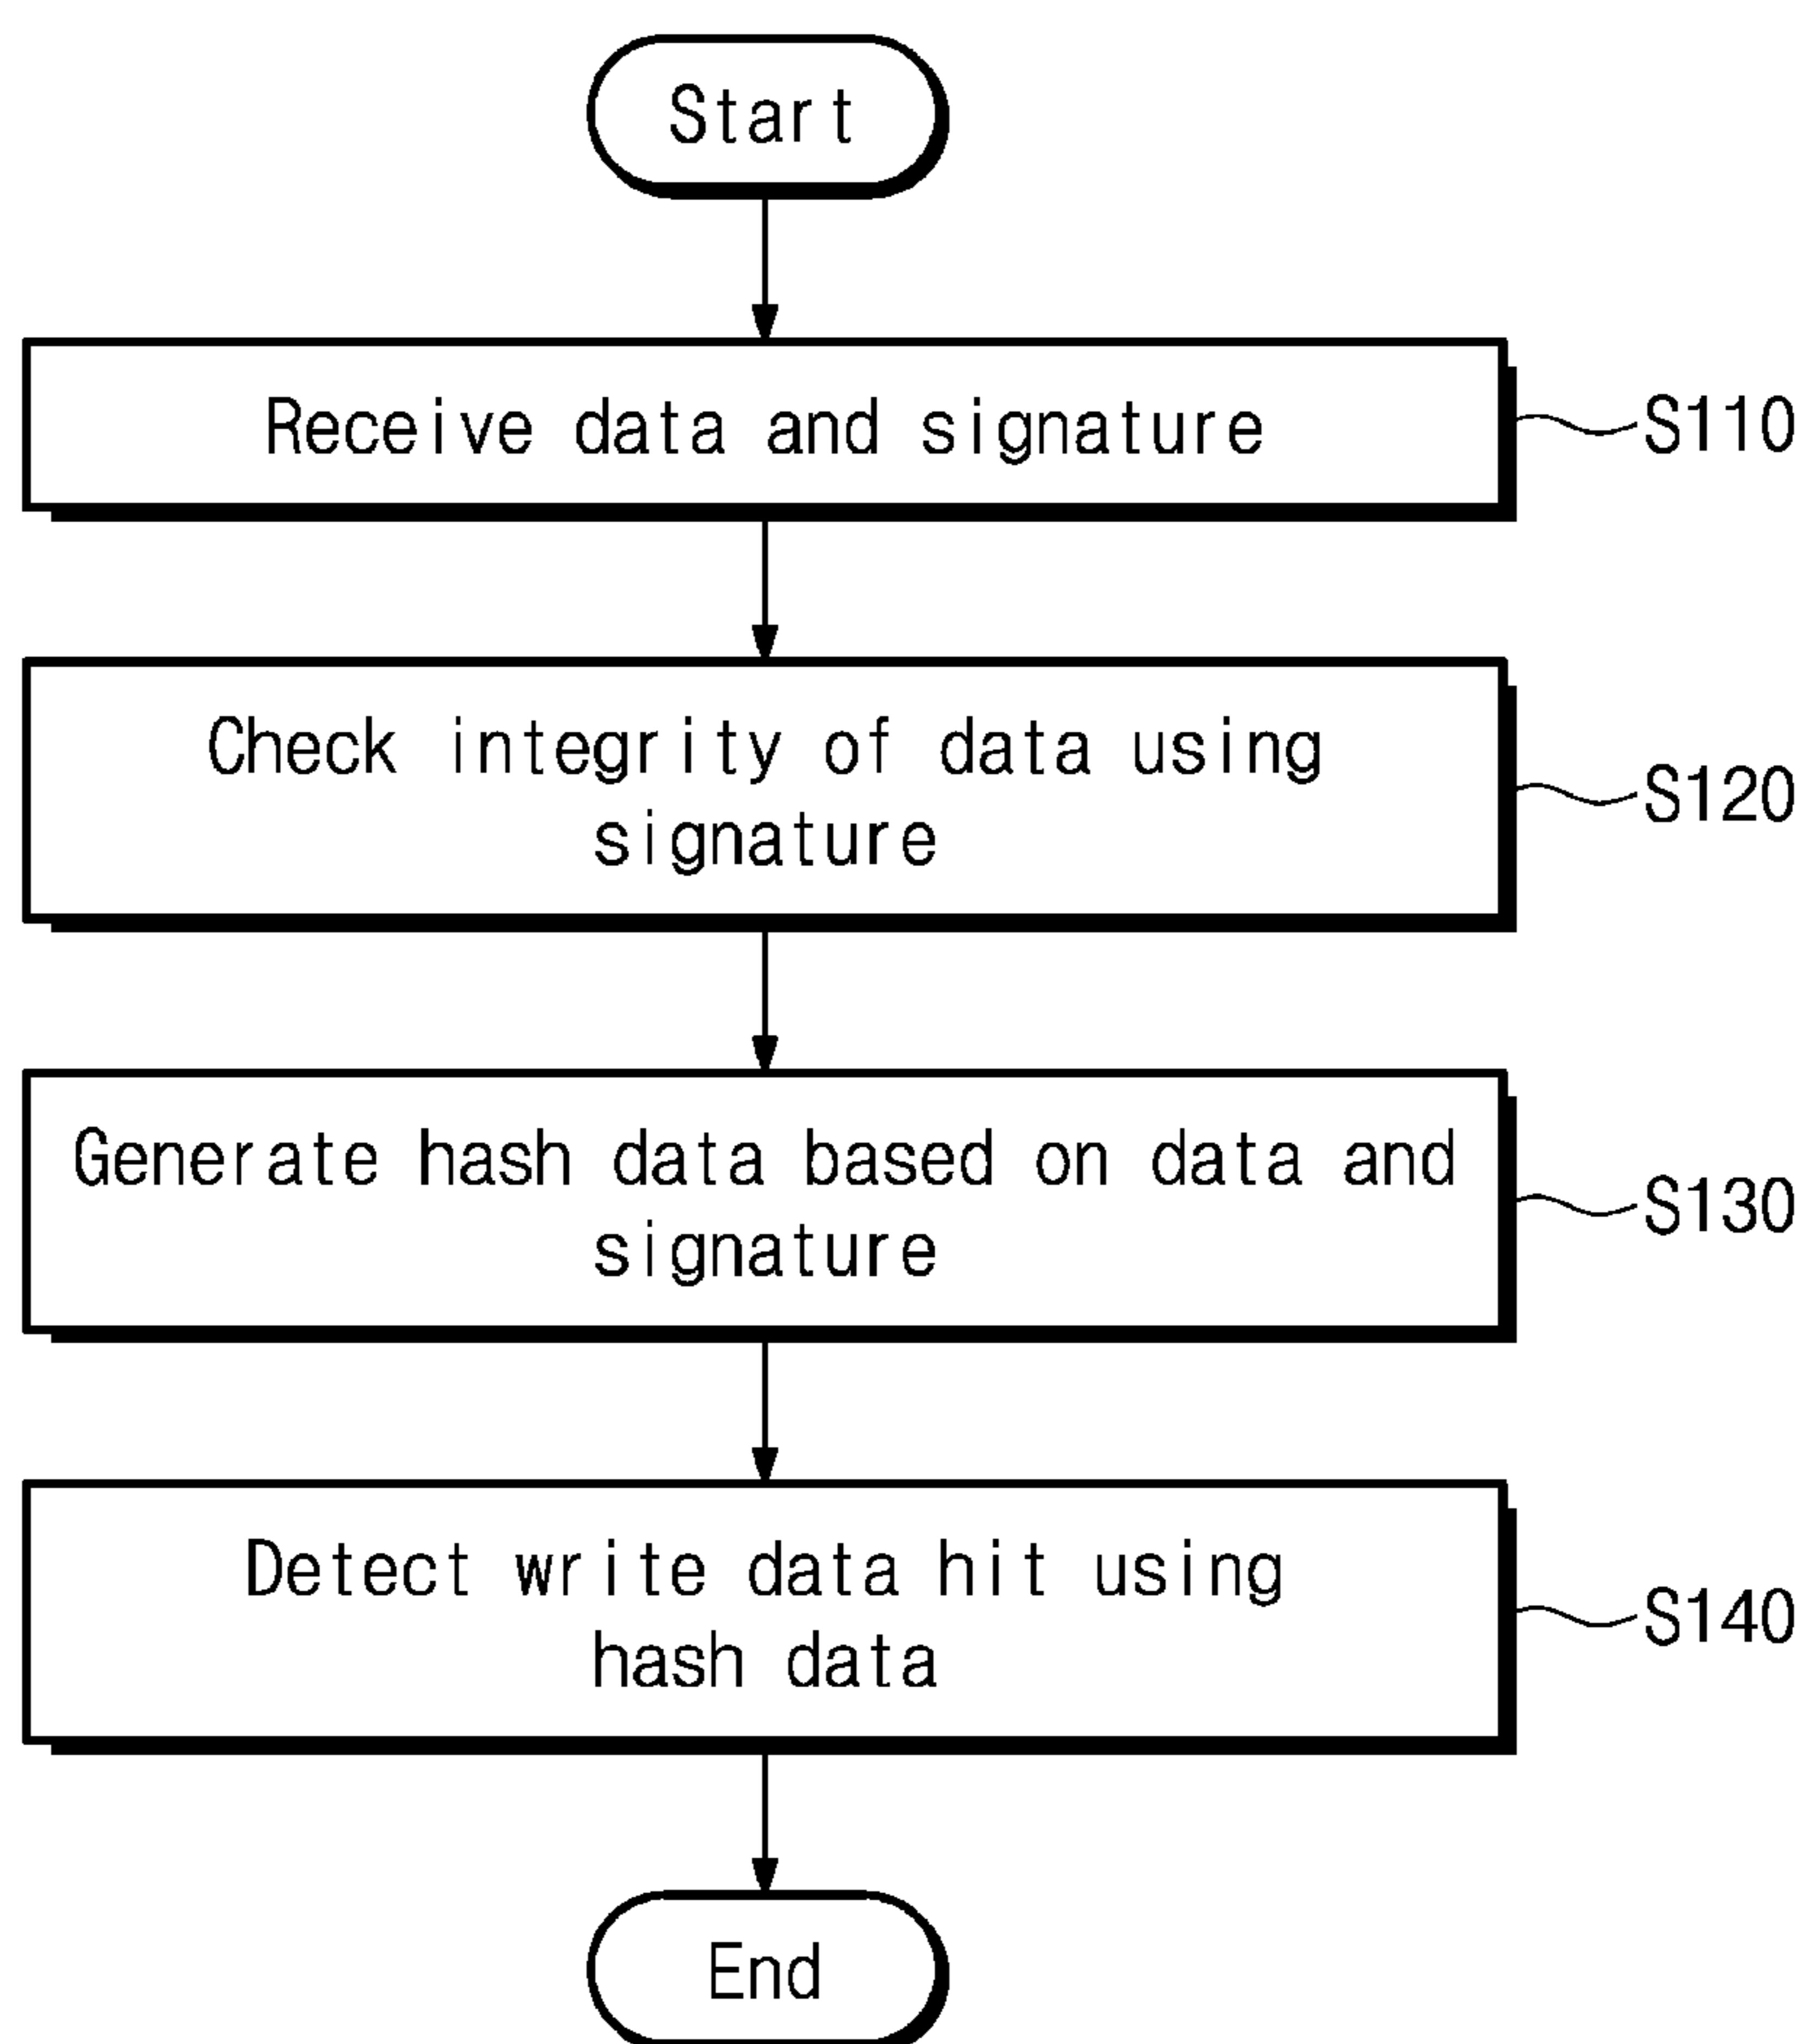 Start
Receive data and signature
S110
Check integrity of data using
signature
S120
Generate hash data based on data and
signature
S130
Detect write data hit using
hash data
S140
End